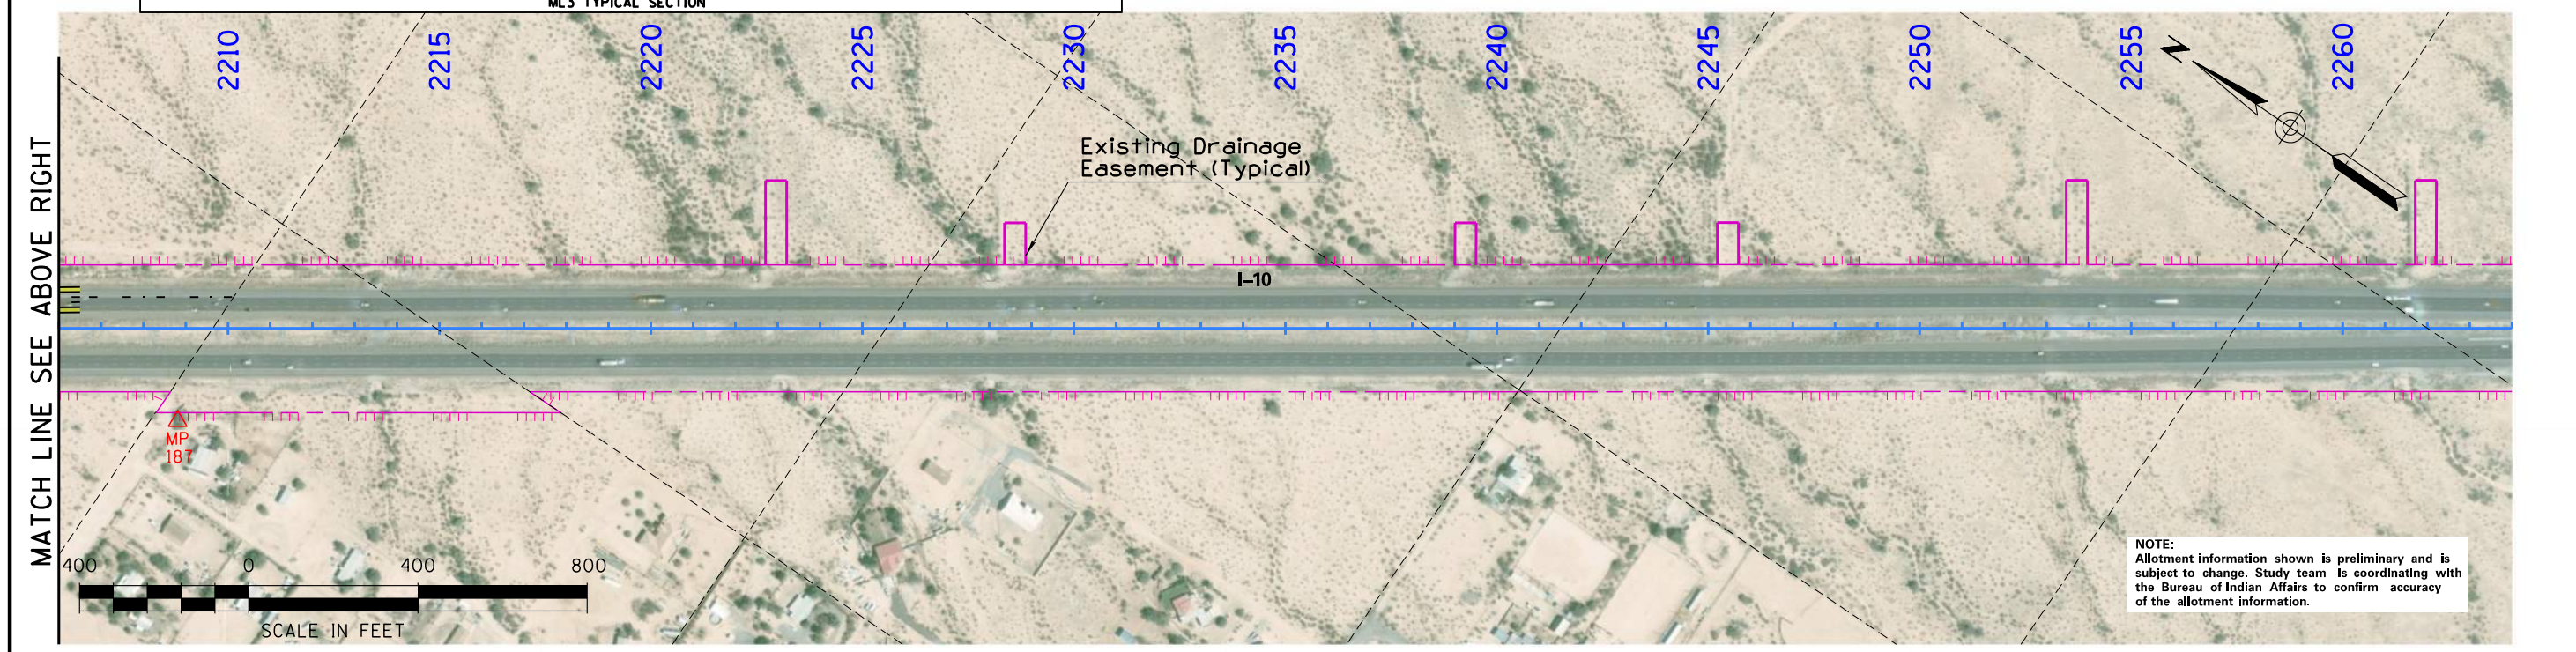 ML3 TYPICAL SECTION
2210
2215
2220
2225
2230
2235
2240
2245
2250
2255
2260
N
MATCH LINE SEE ABOVE RIGHT
Existing Drainage
Easement (Typical)
I-10
MP
187
400 0 400 800
SCALE IN FEET
NOTE:
Allotment information shown is preliminary and is
subject to change. Study team is coordinating with
the Bureau of Indian Affairs to confirm accuracy
of the allotment information.